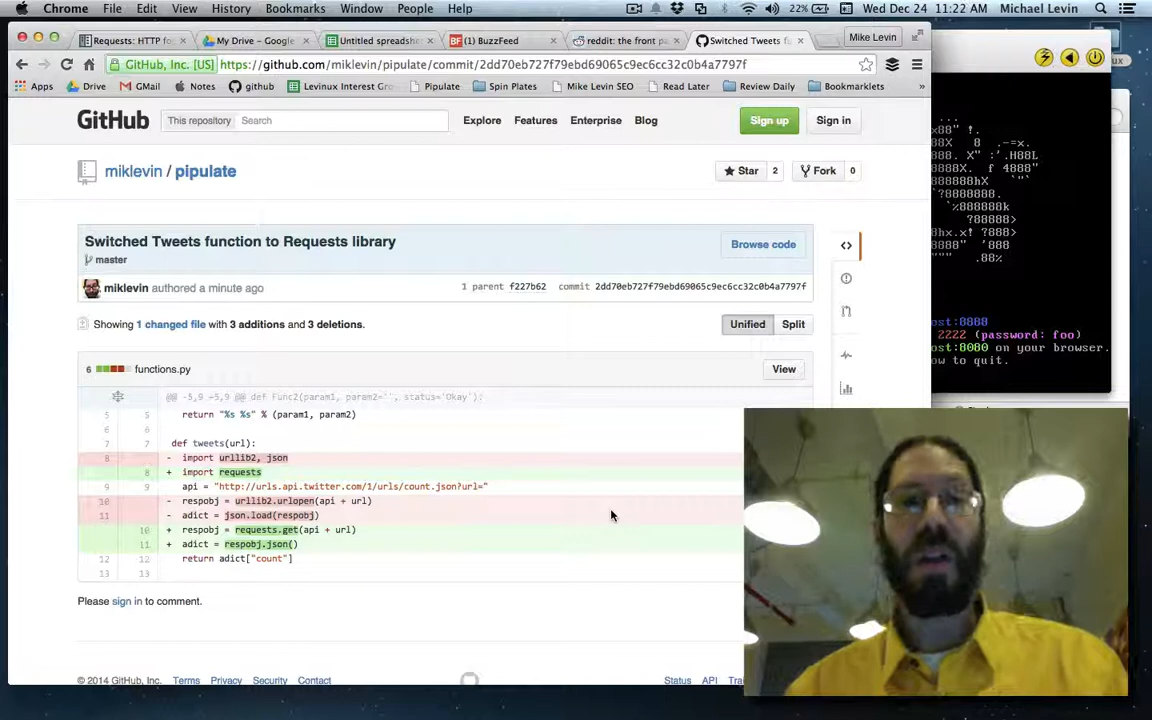 Chrome File Edit View History Bookmarks Window People Help 22% Wed Dec 24 11:22 AM Michael Levin
Requests: HTTP f My Drive – Google Untitled spreadshe (1) BuzzFeed reddit: the front pa Switched Tweets f Mike Levin
GitHub, Inc. [US] https://github.com/miklevin/pipulate/commit/2dd70eb727f79ebd69065c9ec6cc32c0b4a7797f
Apps Drive GMail Notes github Levinux Interest Gro Pipulate Spin Plates Mike Levin SEO Read Later Review Daily Bookmarklets »
GitHub This repository Search Explore Features Enterprise Blog Sign up Sign in
miklevin / pipulate Star 2 Fork 0
Switched Tweets function to Requests library Browse code
master
miklevin authored a minute ago 1 parent f227b62 commit 2dd70eb727f79ebd69065c9ec6cc32c0b4a7797f
Showing 1 changed file with 3 additions and 3 deletions. Unified Split
6 functions.py View
@@ -5,9 +5,9 @@ def Func2(param1, param2='', status='Okay'):
5 5 return "%s %s" % (param1, param2)
6 6
7 7 def tweets(url):
8 - import urllib2, json
8 + import requests
9 9 api = "http://urls.api.twitter.com/1/urls/count.json?url="
10 - respobj = urllib2.urlopen(api + url)
11 - adict = json.load(respobj)
10 + respobj = requests.get(api + url)
11 + adict = respobj.json()
12 12 return adict["count"]
13 13
Please sign in to comment.
© 2014 GitHub, Inc. Terms Privacy Security Contact Status API Trai
ost:8888
2222 (password: foo)
ost:8080 on your browser.
ow to quit.